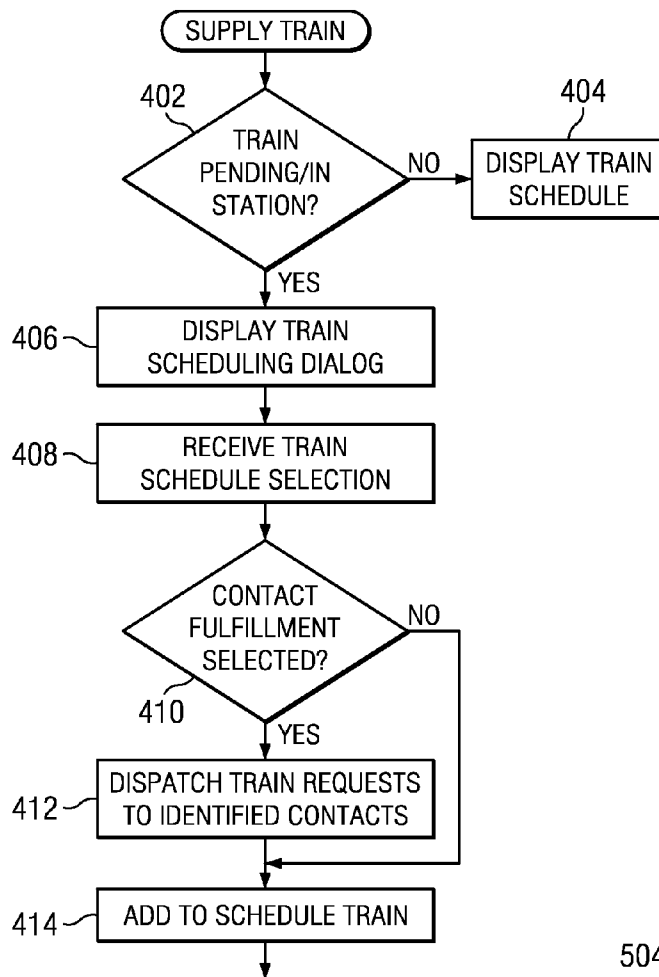 SUPPLY TRAIN
402
TRAIN
PENDING/IN
STATION?
NO
404
DISPLAY TRAIN
SCHEDULE
YES
406
DISPLAY TRAIN
SCHEDULING DIALOG
408
RECEIVE TRAIN
SCHEDULE SELECTION
CONTACT
FULFILLMENT
SELECTED?
NO
410
YES
412
DISPATCH TRAIN REQUESTS
TO IDENTIFIED CONTACTS
414
ADD TO SCHEDULE TRAIN
504